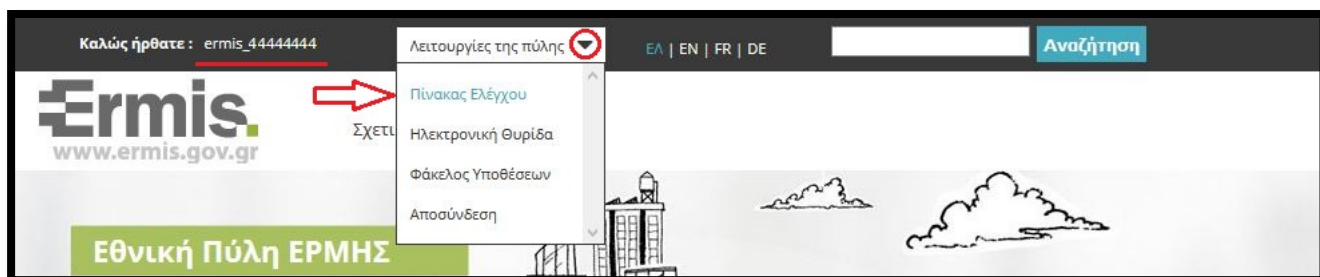 Καλώς ήρθατε : ermis_44444444
Λειτουργίες της πύλης
ΕΛ | EN | FR | DE
Αναζήτηση
Πίνακας Ελέγχου
Ermis.
www.ermis.gov.gr
Σχετι
Ηλεκτρονική Θυρίδα
Φάκελος Υποθέσεων
Αποσύνδεση
Εθνική Πύλη ΕΡΜΗΣ